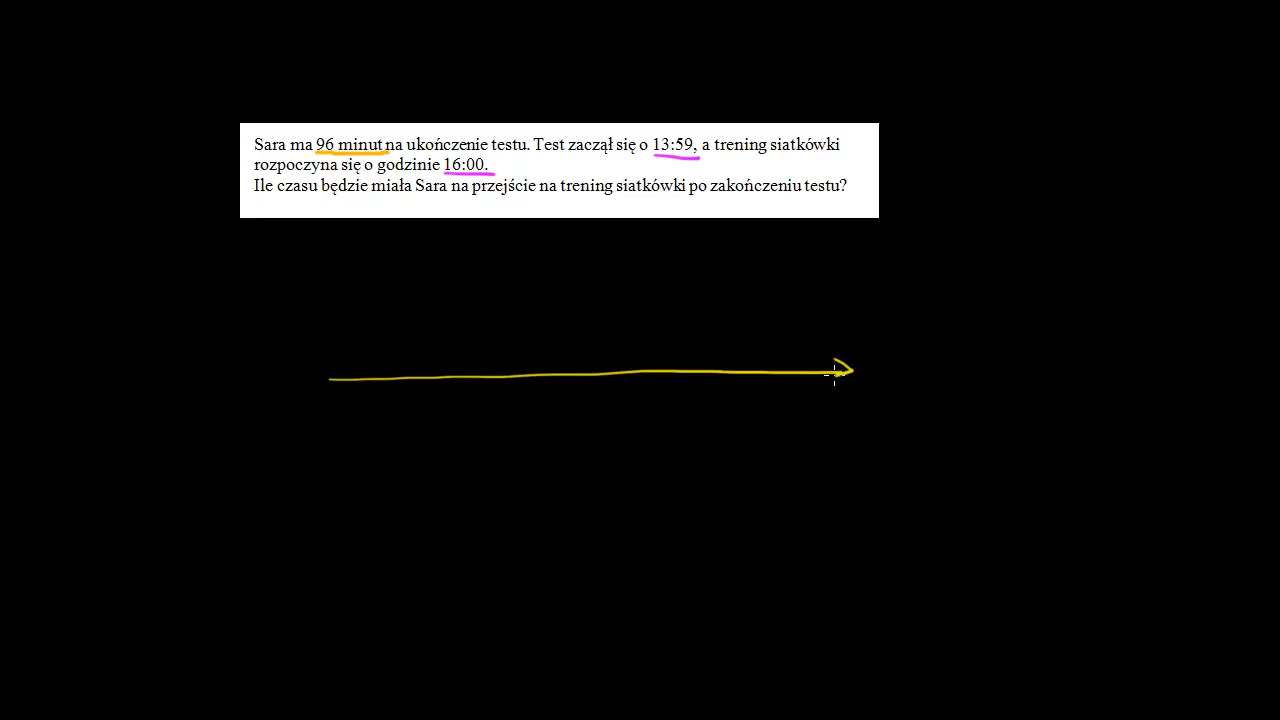 Sara ma 96 minut na ukończenie testu. Test zaczął się o 13:59, a trening siatkówki
rozpoczyna się o godzinie 16:00.
Ile czasu będzie miała Sara na przejście na trening siatkówki po zakończeniu testu?